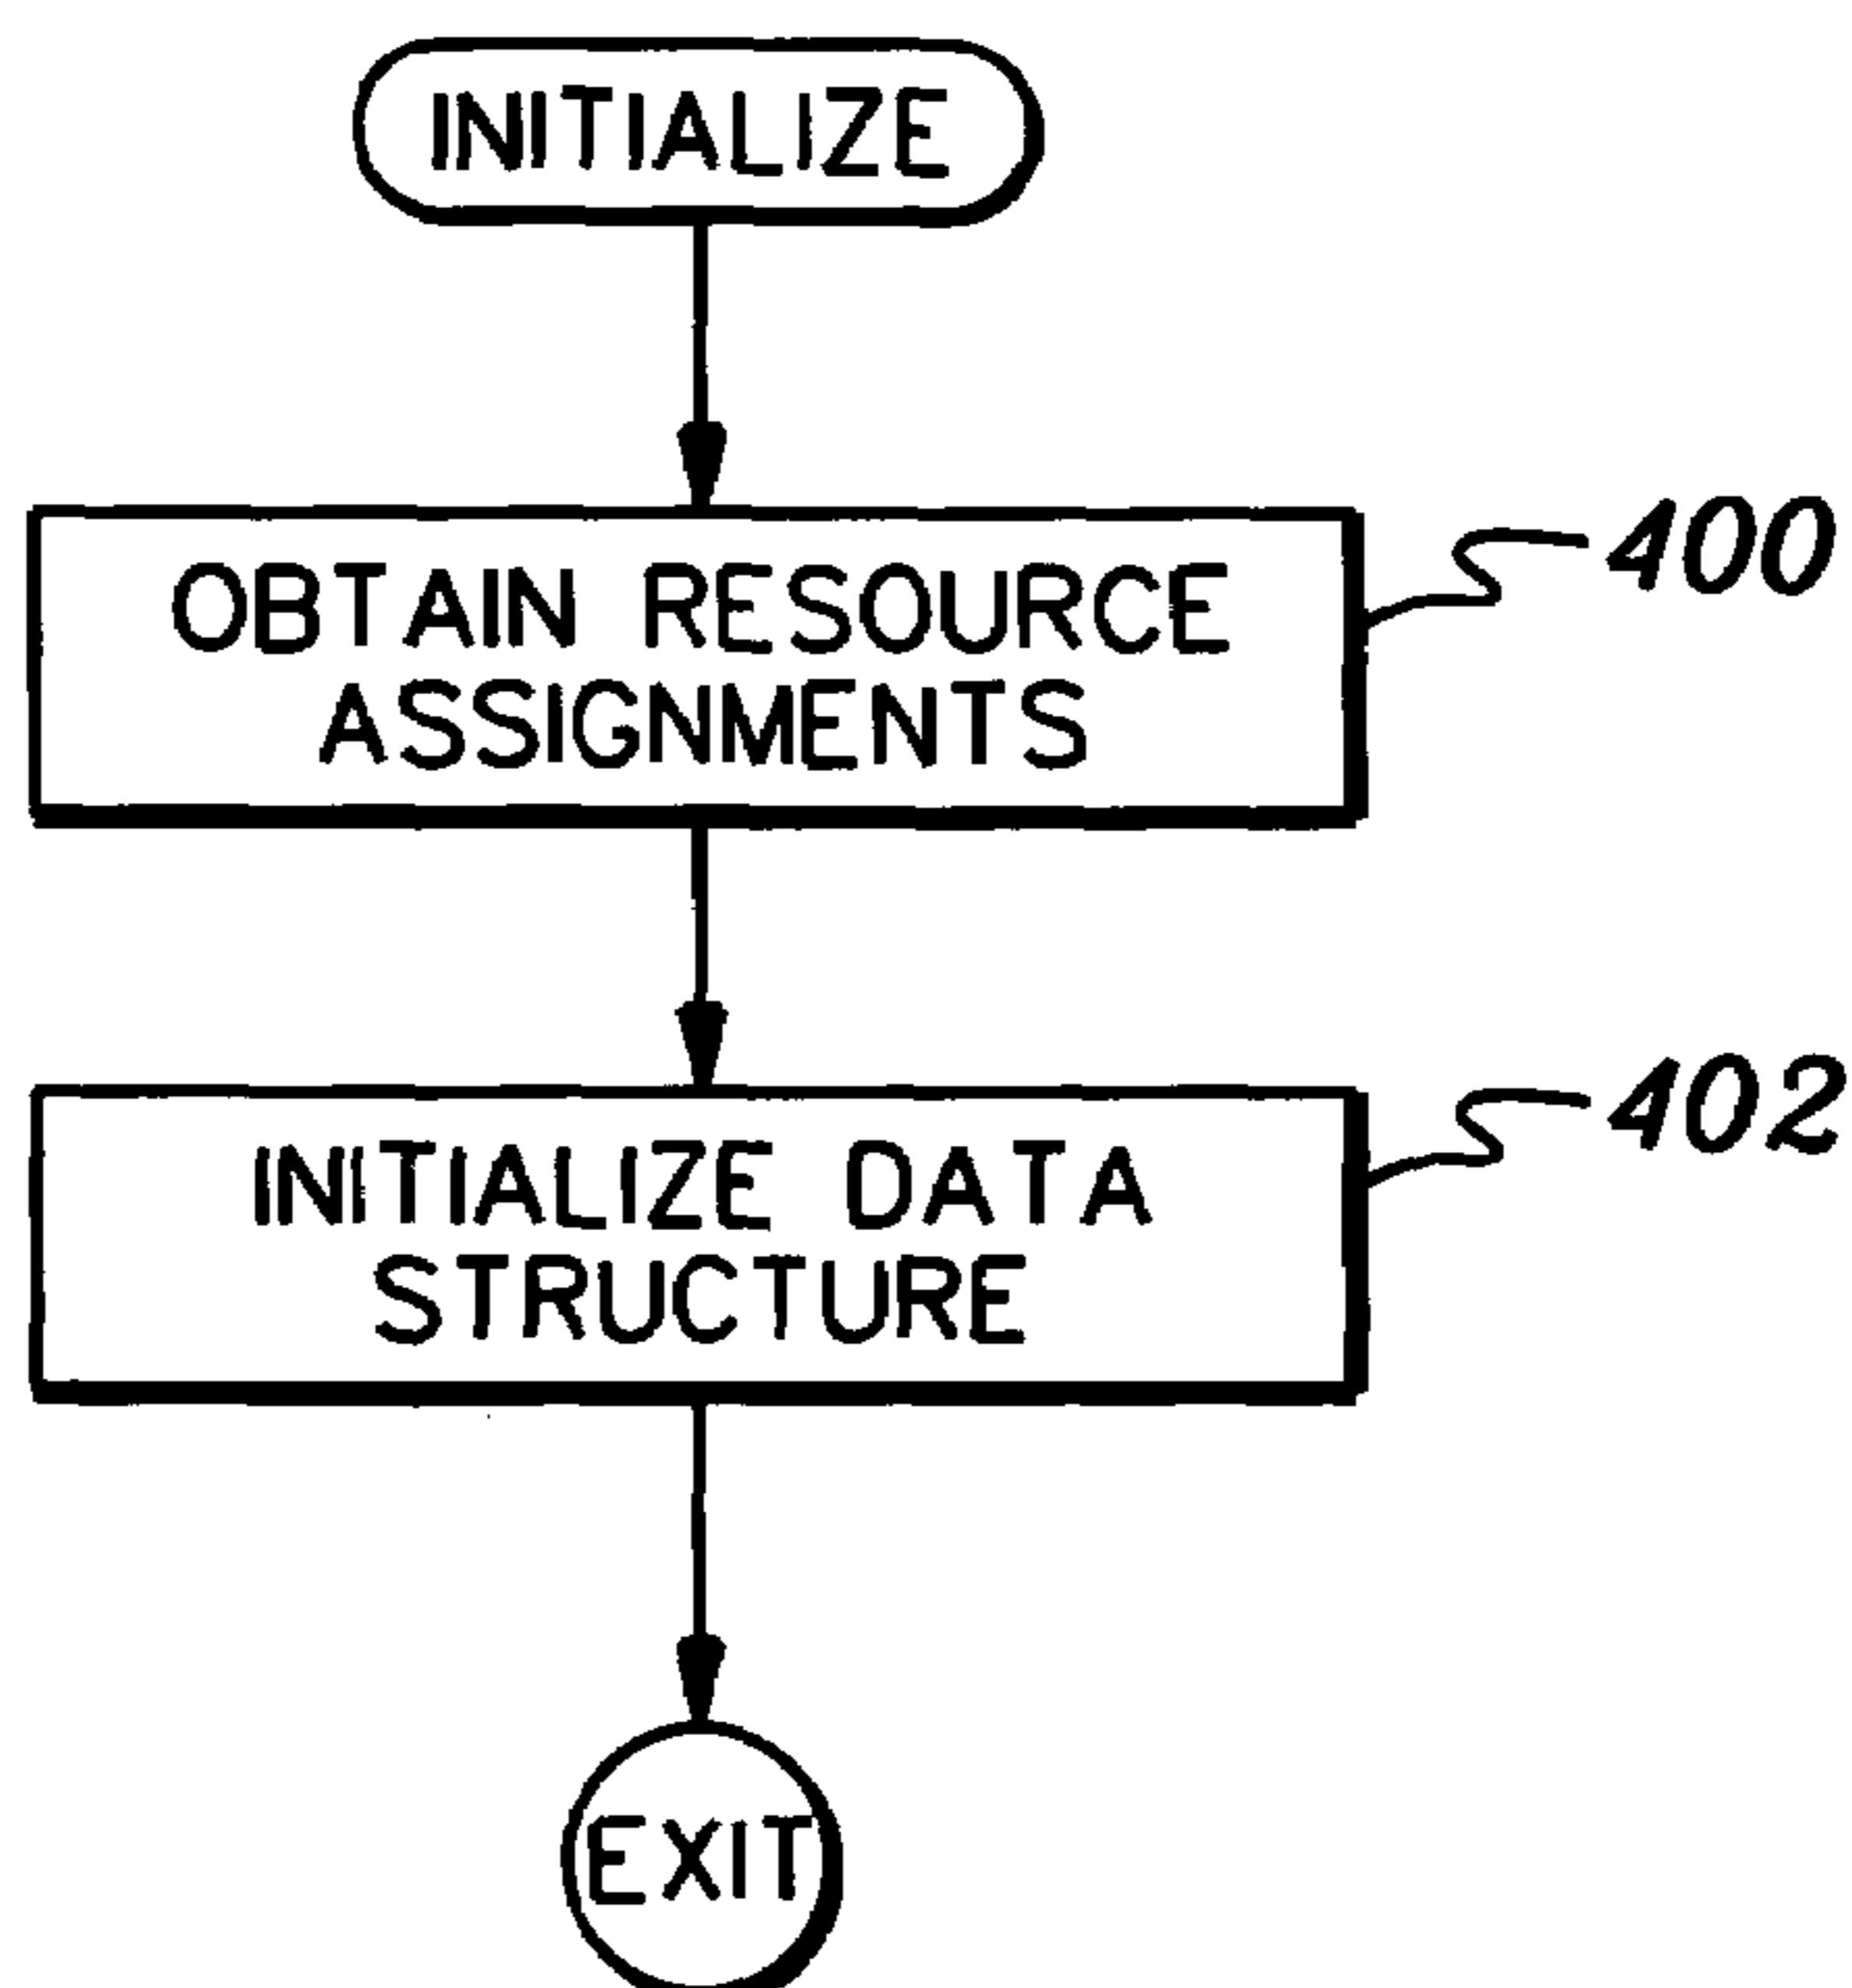 INITIALIZE
OBTAIN RESOURCE
ASSIGNMENTS
400
INITIALIZE DATA
STRUCTURE
402
EXIT